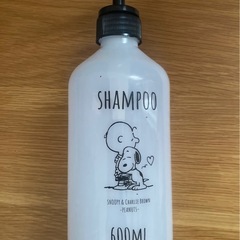 SHAMPOO
SNOOPY & CHARLIE BROWN
-PEANUTS-
600ML